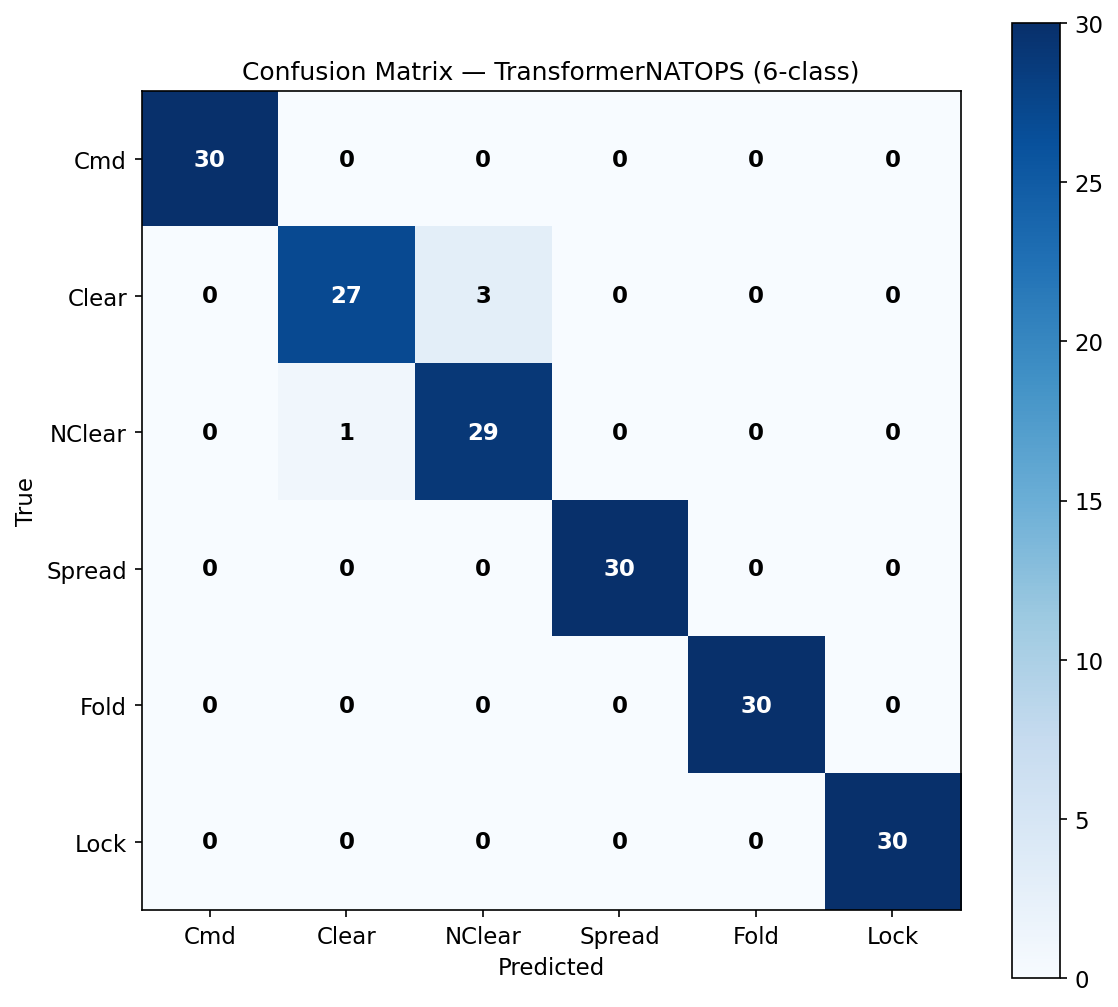 Confusion Matrix — TransformerNATOPS (6-class)
Cmd 30 0 0 0 0 0
Clear 0 27 3 0 0 0
NClear 0 1 29 0 0 0
Spread 0 0 0 30 0 0
Fold 0 0 0 0 30 0
Lock 0 0 0 0 0 30
Cmd Clear NClear Spread Fold Lock
True
Predicted
30
25
20
15
10
5
0